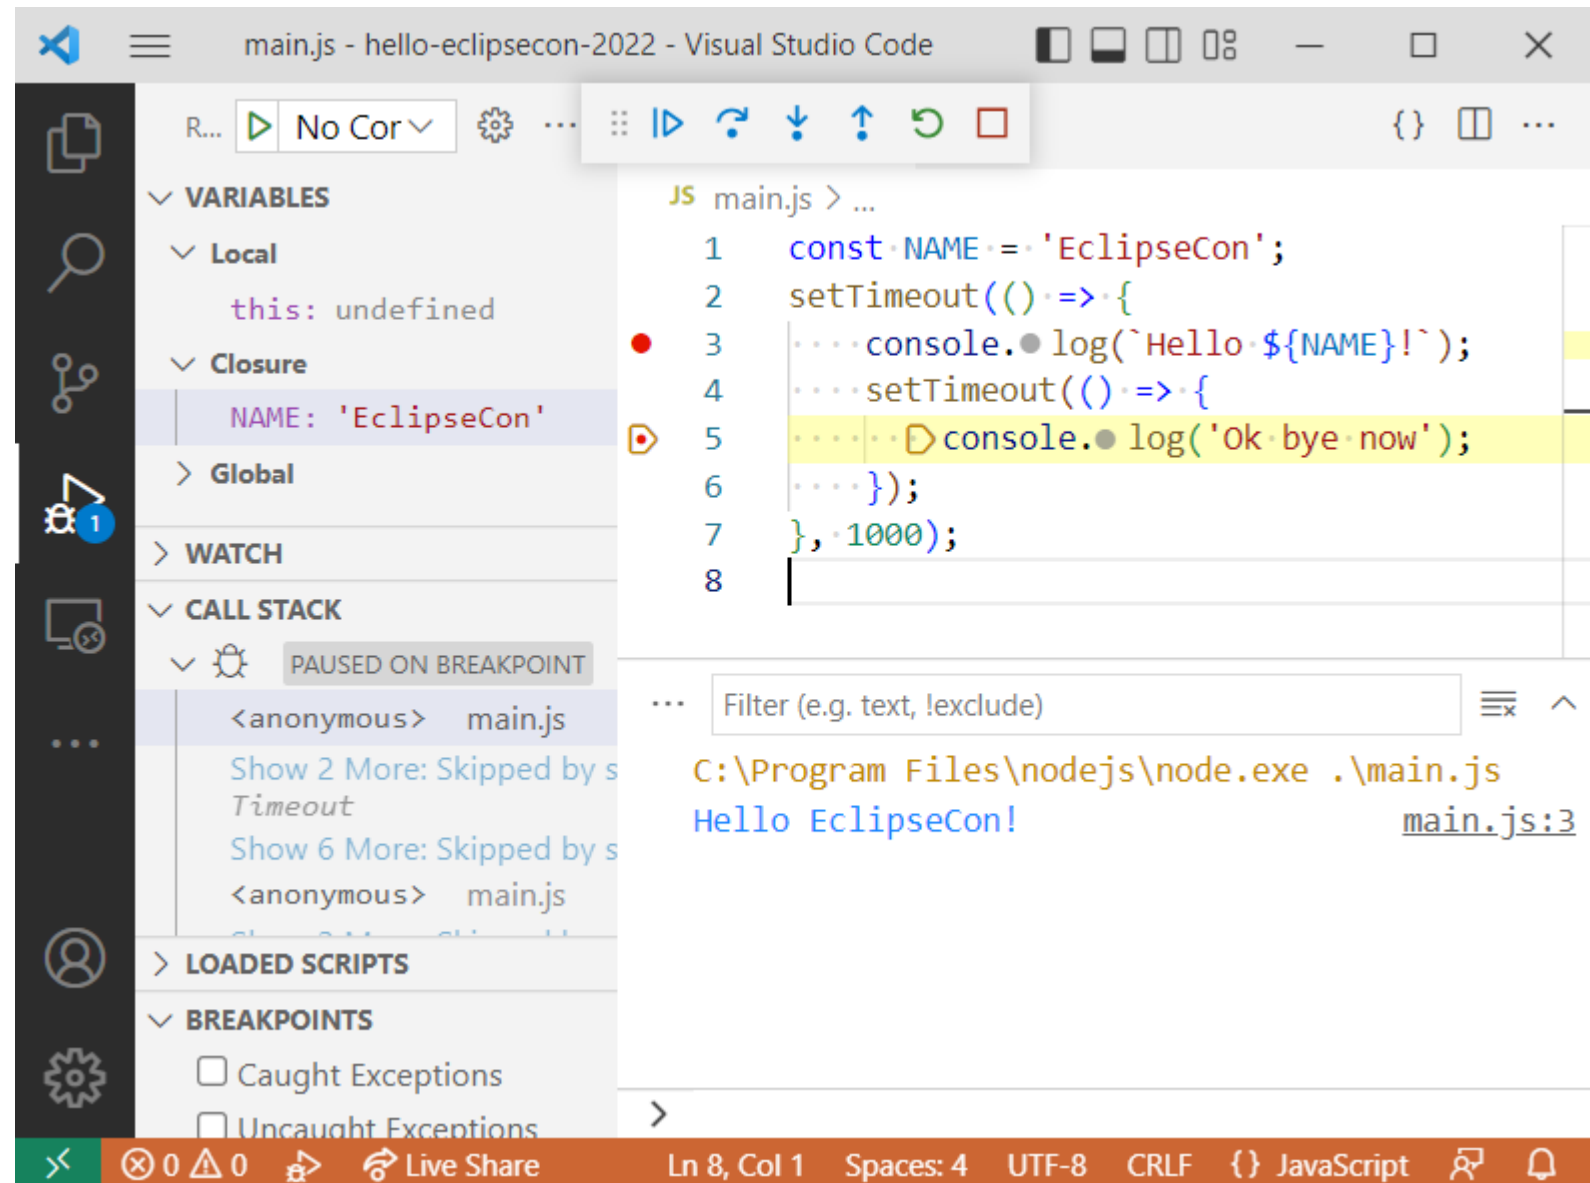 main.js - hello-eclipsecon-2022 - Visual Studio Code
R... No Cor
VARIABLES
Local
this: undefined
Closure
NAME: 'EclipseCon'
Global
WATCH
CALL STACK
PAUSED ON BREAKPOINT
<anonymous> main.js
Show 2 More: Skipped by s
Timeout
Show 6 More: Skipped by s
<anonymous> main.js
LOADED SCRIPTS
BREAKPOINTS
Caught Exceptions
Uncaught Exceptions
1
{} ...
JS main.js > ...
1 const NAME = 'EclipseCon';
2 setTimeout(() => {
3 console.log(`Hello ${NAME}!`);
4 setTimeout(() => {
5 console.log('Ok bye now');
6 });
7 }, 1000);
8
Filter (e.g. text, !exclude)
C:\Program Files\nodejs\node.exe .\main.js
Hello EclipseCon! main.js:3
>
0 0 Live Share Ln 8, Col 1 Spaces: 4 UTF-8 CRLF {} JavaScript